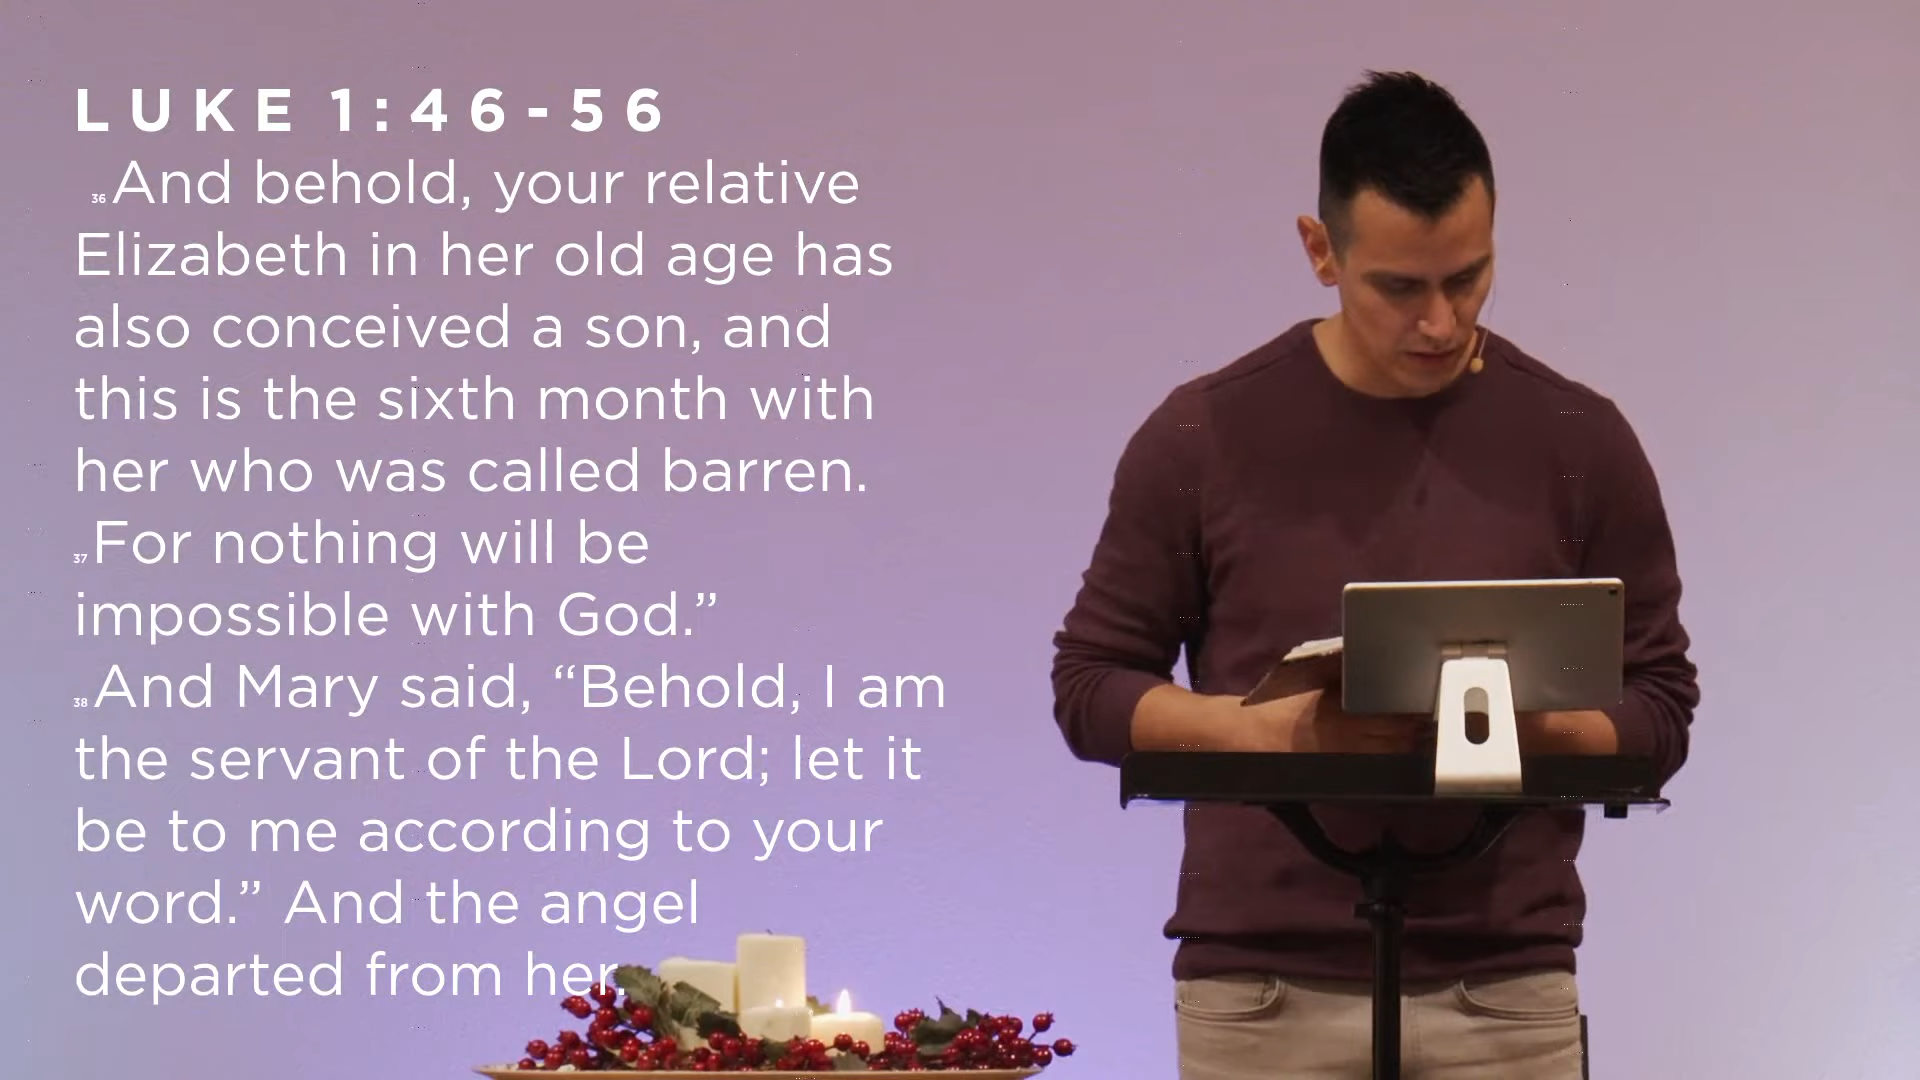 LUKE 1:46-56
36And behold, your relative
Elizabeth in her old age has
also conceived a son, and
this is the sixth month with
her who was called barren.
37For nothing will be
impossible with God.”
38And Mary said, “Behold, I am
the servant of the Lord; let it
be to me according to your
word.” And the angel
departed from her.